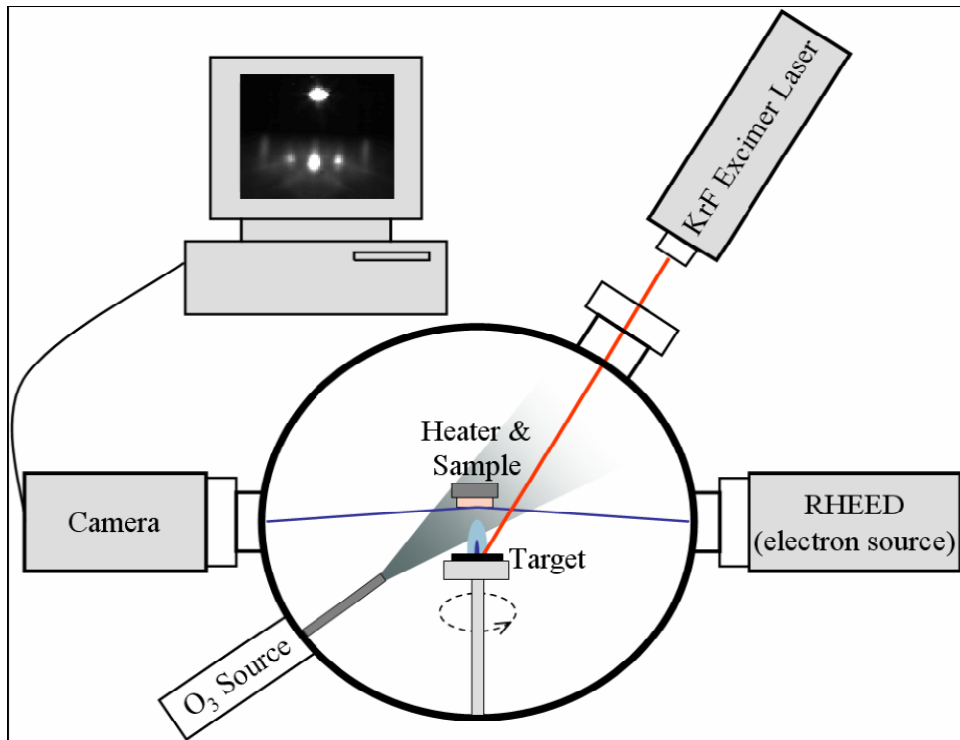 KrF Excimer Laser
Heater &
Sample
Camera
RHEED
(electron source)
Target
O₃ Source